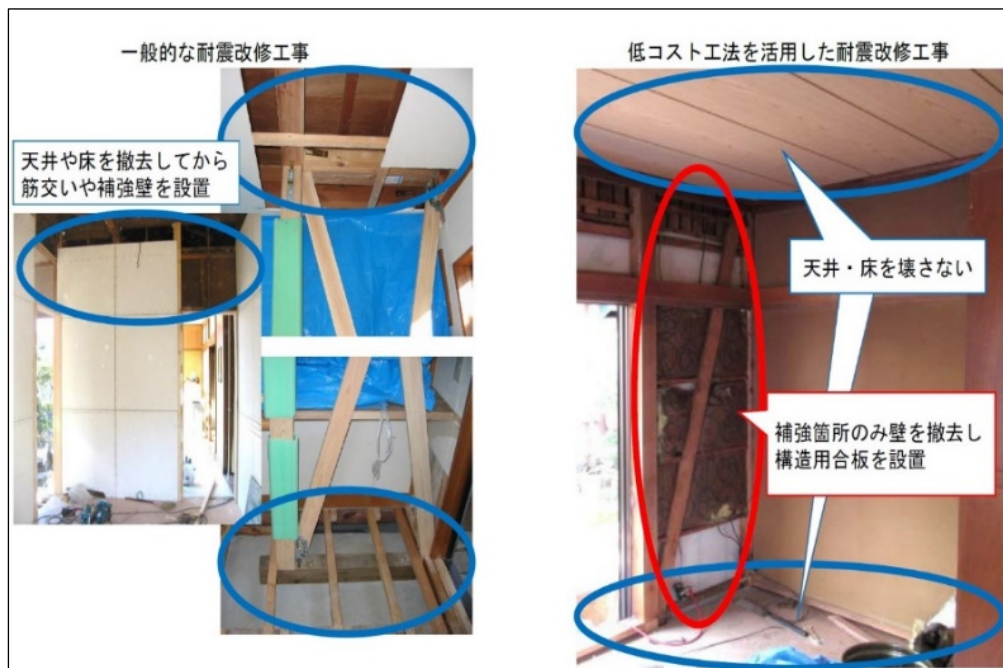 一般的な耐震改修工事
天井や床を撤去してから
筋交いや補強壁を設置
低コスト工法を活用した耐震改修工事
天井・床を壊さない
補強箇所のみ壁を撤去し
構造用合板を設置